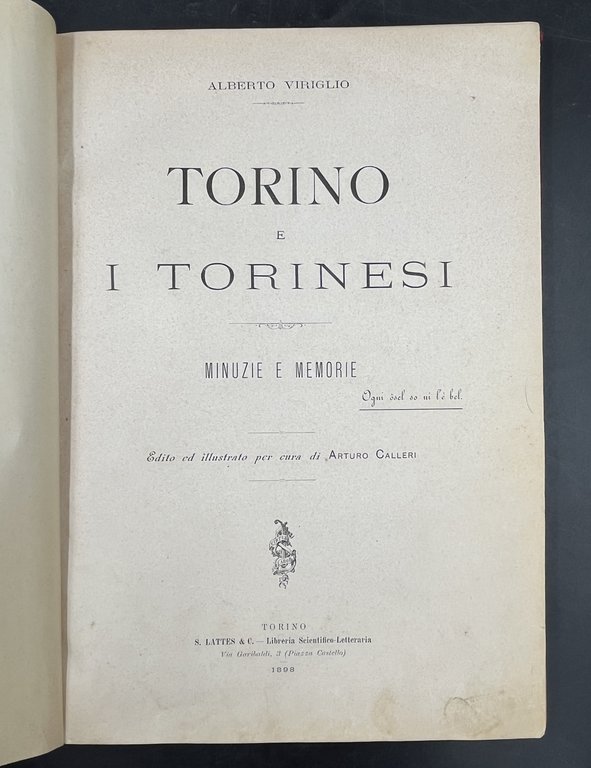 ALBERTO VIRIGLIO
TORINO
E
I TORINESI
MINUZIE E MEMORIE
Ogni ôsel so ni l'è bel.
Edito ed illustrato per cura di ARTURO CALLERI
TORINO
S. LATTES & C. — Libreria Scientifico-Letteraria
Via Garibaldi, 3 (Piazza Castello)
1898